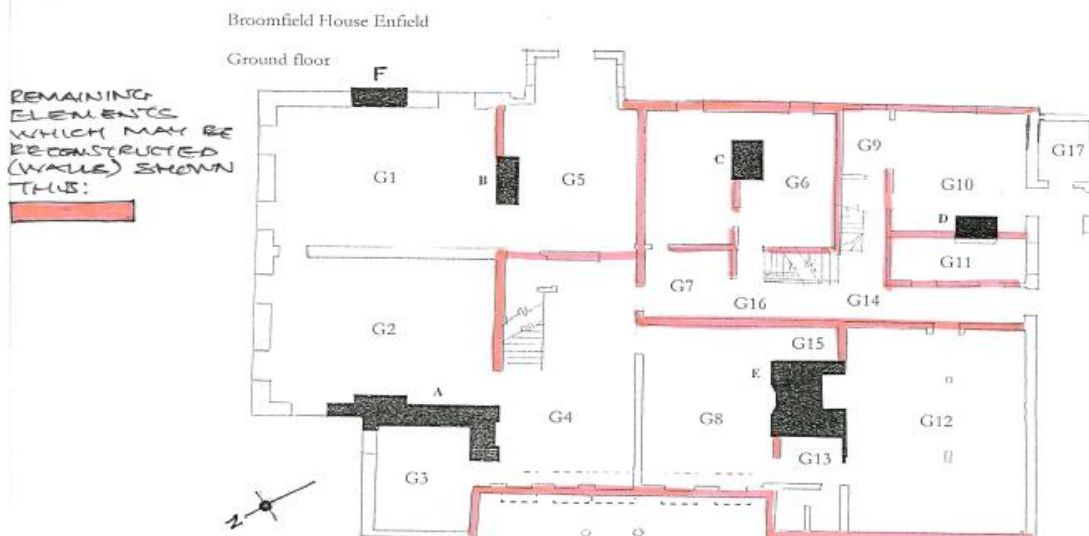 Broomfield House Enfield
Ground floor
REMAINING
ELEMENTS
WHICH MAY BE
RECONSTRUCTED
(WALLS) SHOWN
THUS:
F
G1
B
G5
C
G6
G9
G10
G17
D
G11
G7
G16
G14
G2
G15
E
A
G4
G8
G12
G3
G13
N